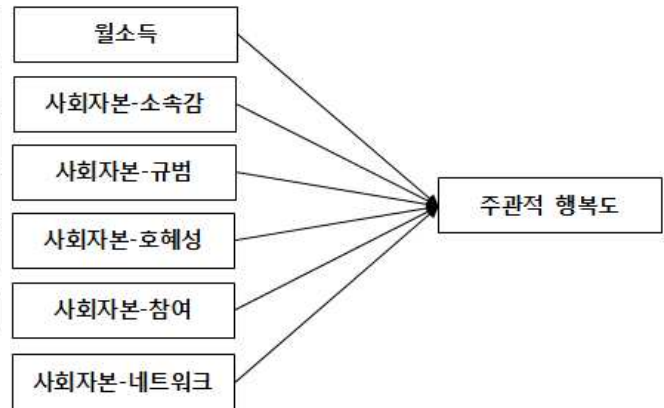 월소득
사회자본-소속감
사회자본-규범
주관적 행복도
사회자본-호혜성
사회자본-참여
사회자본-네트워크